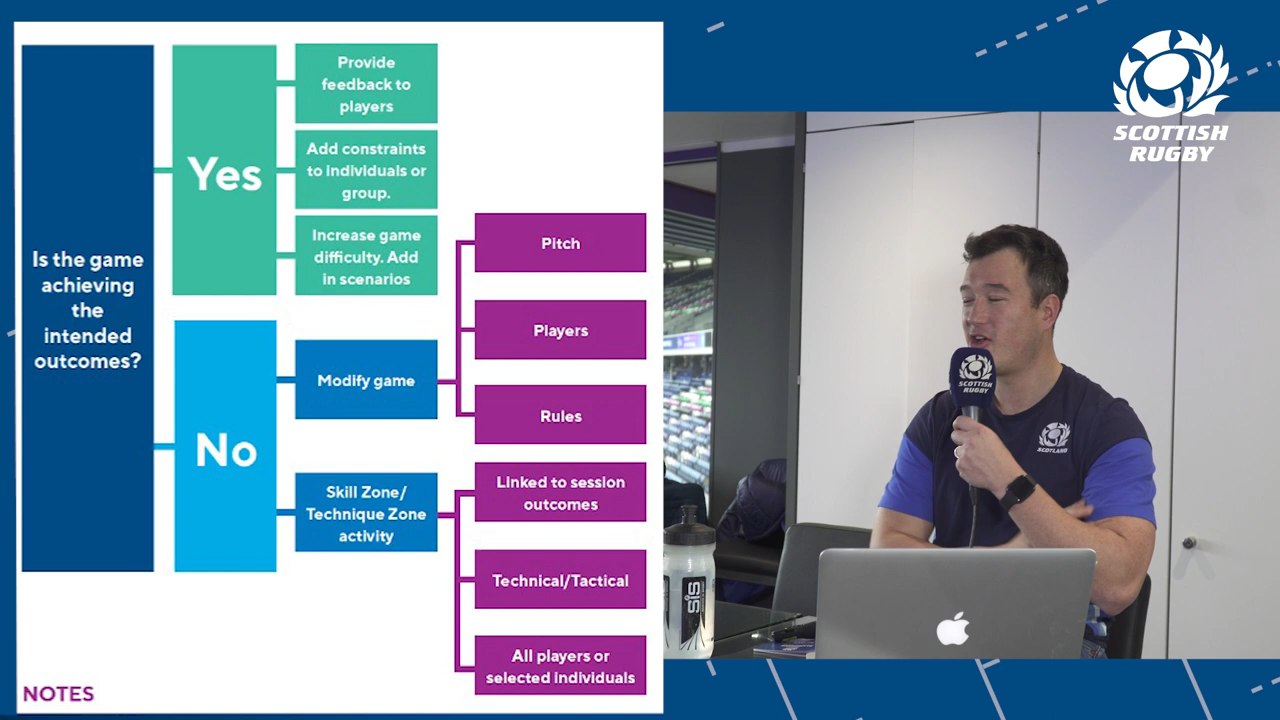 Is the game
achieving
the
intended
outcomes?
Yes
Provide
feedback to
players
Add constraints
to individuals or
group.
Increase game
difficulty. Add
in scenarios
No
Modify game
Pitch
Players
Rules
Skill Zone/
Technique Zone
activity
Linked to session
outcomes
Technical/Tactical
All players or
selected individuals
NOTES
SCOTTISH
RUGBY
SCOTTISH
RUGBY
SCOTLAND
SiS